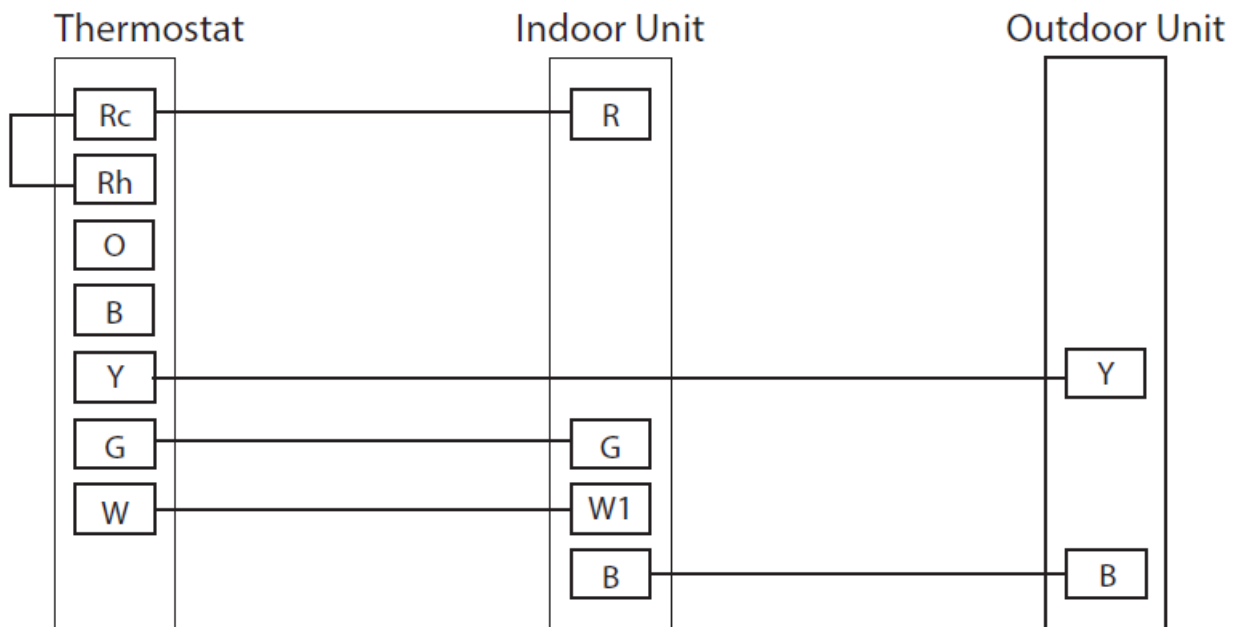 Thermostat
Indoor Unit
Outdoor Unit
Rc
R
Rh
O
B
Y
Y
G
G
W
W1
B
B